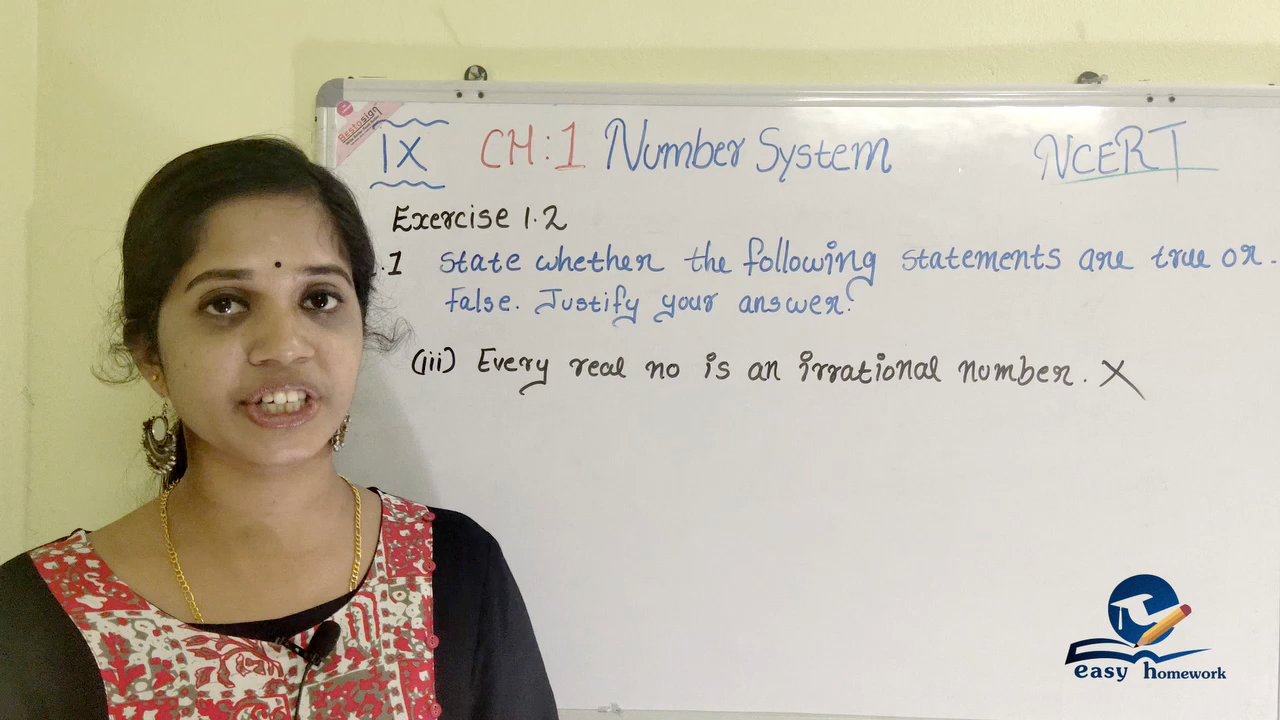 Bestosign
IX CH:1 Number System NCERT
Exercise 1.2
.1 State whether the following statements are true or.
False. Justify your answer?
(iii) Every real no is an irrational number. X
easy homework